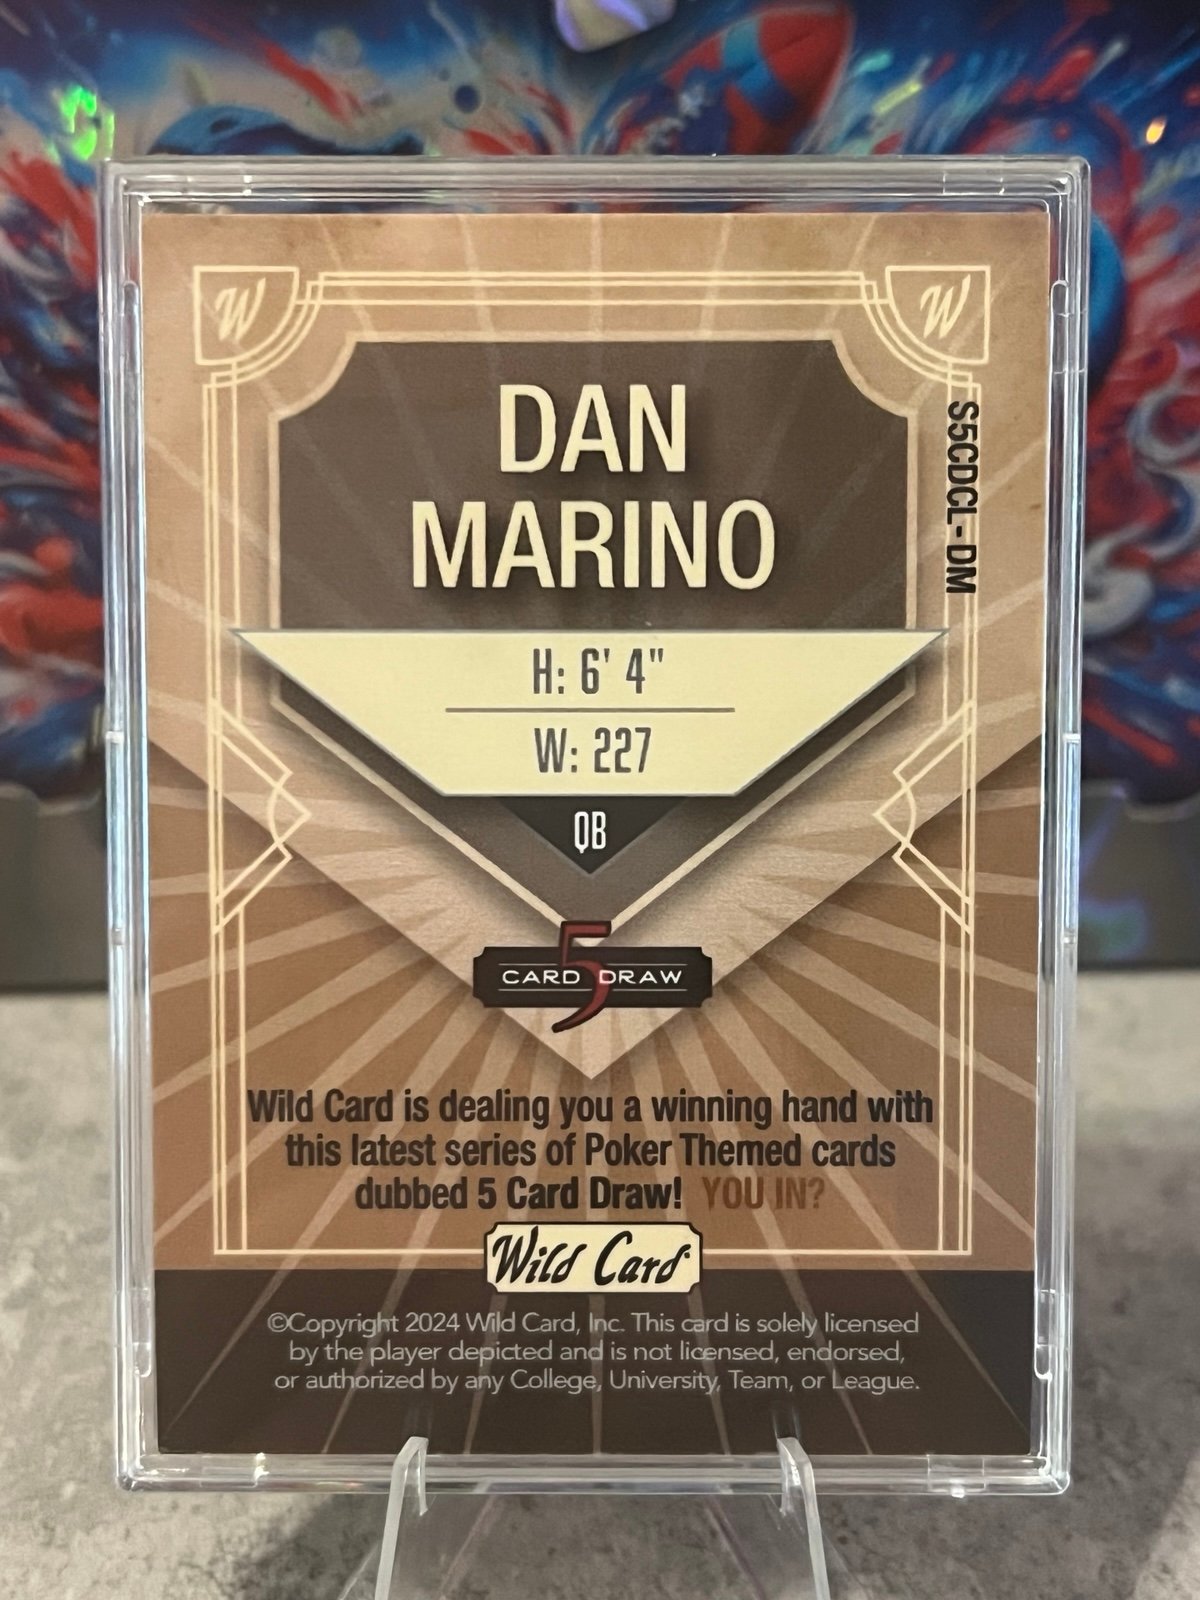 W
W
DAN
MARINO
S5CDCL-DM
H: 6' 4"
W: 227
QB
5
CARD DRAW
Wild Card is dealing you a winning hand with
this latest series of Poker Themed cards
dubbed 5 Card Draw! YOU IN?
Wild Card
©Copyright 2024 Wild Card, Inc. This card is solely licensed
by the player depicted and is not licensed, endorsed,
or authorized by any College, University, Team, or League.